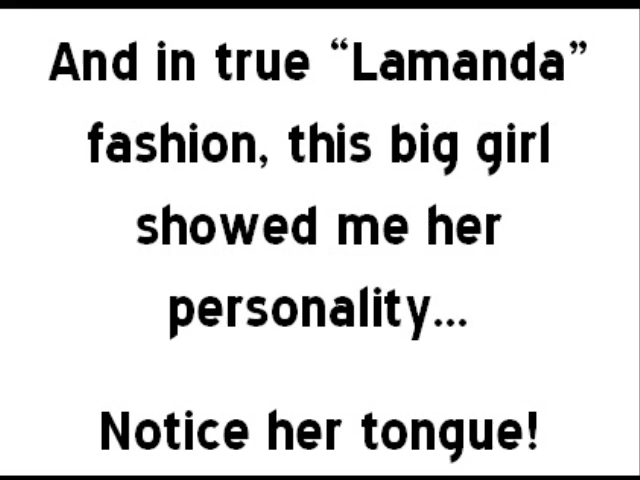 And in true “Lamanda”
fashion, this big girl
showed me her
personality...
Notice her tongue!